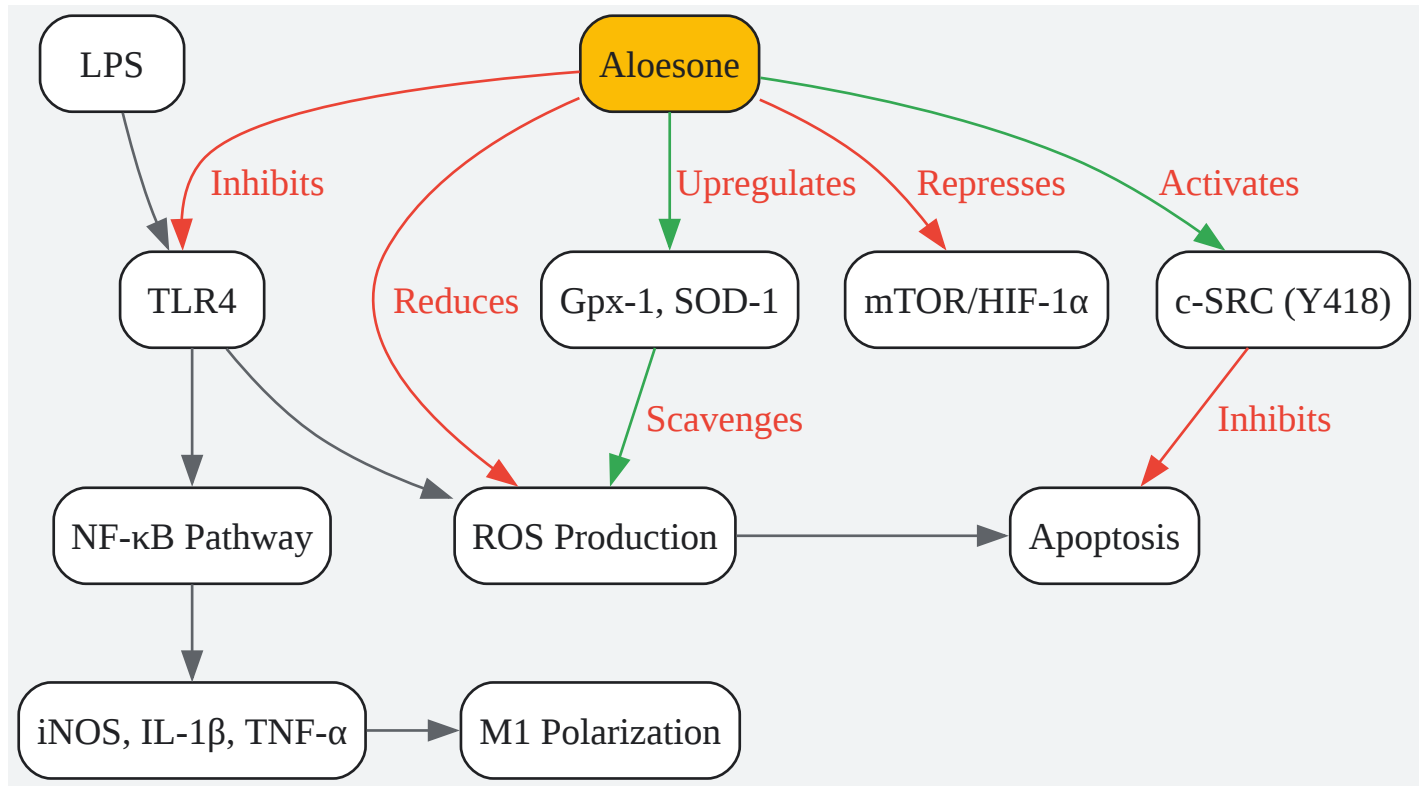 LPS
Aloesone
Inhibits
Upregulates
Represses
Activates
TLR4
Reduces
Gpx-1, SOD-1
mTOR/HIF-1α
c-SRC (Y418)
Scavenges
Inhibits
NF-κB Pathway
ROS Production
Apoptosis
iNOS, IL-1β, TNF-α
M1 Polarization